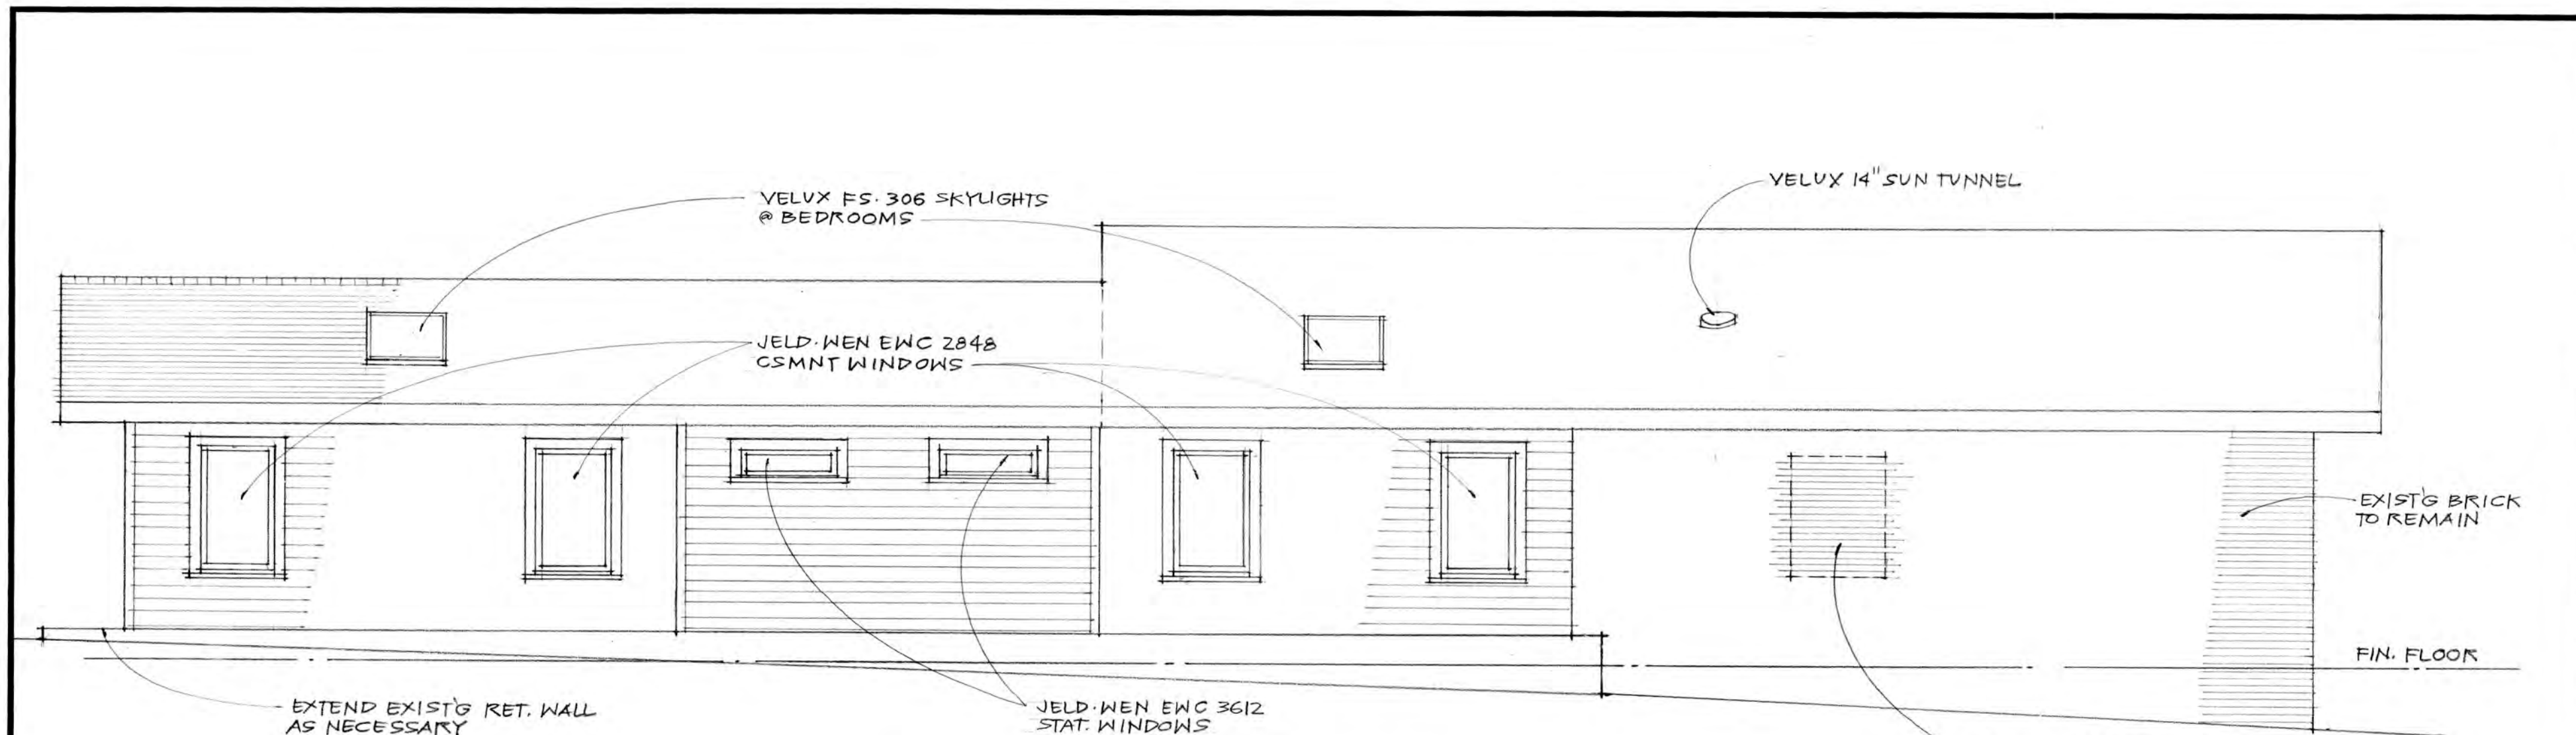 VELUX FS·306 SKYLIGHTS
@ BEDROOMS
VELUX 14" SUN TUNNEL
JELD·WEN EWC 2848
CSMNT WINDOWS
EXIST'G BRICK
TO REMAIN
FIN. FLOOR
EXTEND EXIST'G RET. WALL
AS NECESSARY
JELD·WEN EWC 3612
STAT. WINDOWS